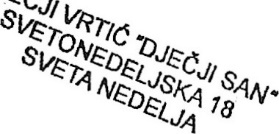 VRTIĆ "DJEČJI SAN"
SVETONEDELJSKA 18
SVETA NEDELJA